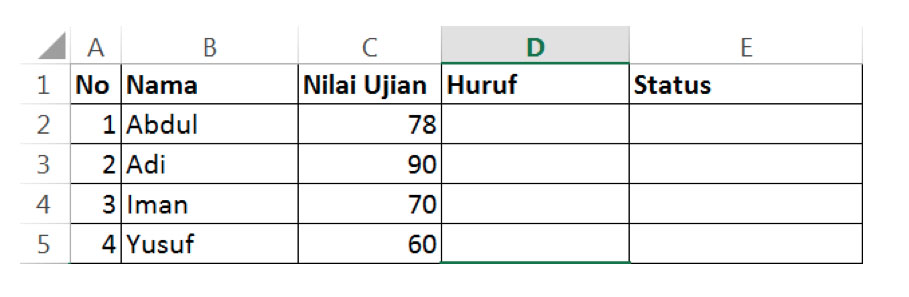 A B C D E
1 No Nama Nilai Ujian Huruf Status
2 1 Abdul 78
3 2 Adi 90
4 3 Iman 70
5 4 Yusuf 60